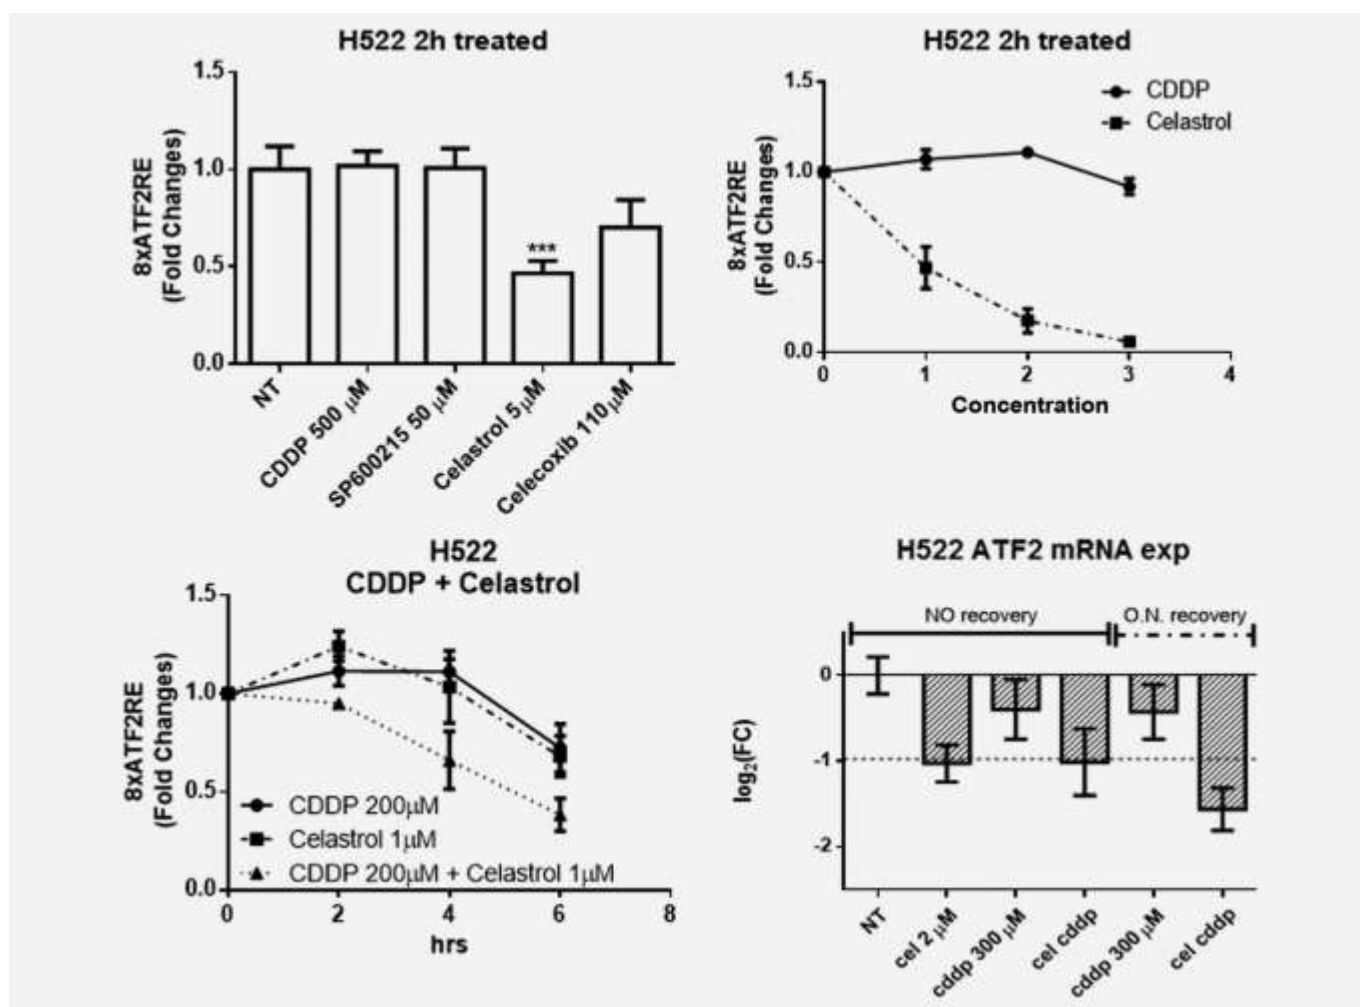 H522 2h treated
1.5
1.0
0.5
0.0
8xATF2RE
(Fold Changes)
***
NT
CDDP 500 μM
SP600215 50 μM
Celastrol 5μM
Celecoxib 110μM
H522 2h treated
CDDP
Celastrol
1.5
1.0
0.5
0.0
8xATF2RE
(Fold Changes)
0 1 2 3 4
Concentration
H522
CDDP + Celastrol
1.5
1.0
0.5
0.0
8xATF2RE
(Fold Changes)
CDDP 200μM
Celastrol 1μM
CDDP 200μM + Celastrol 1μM
0 2 4 6 8
hrs
H522 ATF2 mRNA exp
NO recovery O.N. recovery
0
-1
-2
log₂(FC)
NT
cel 2 μM
cddp 300 μM
cel cddp
cddp 300 μM
cel cddp